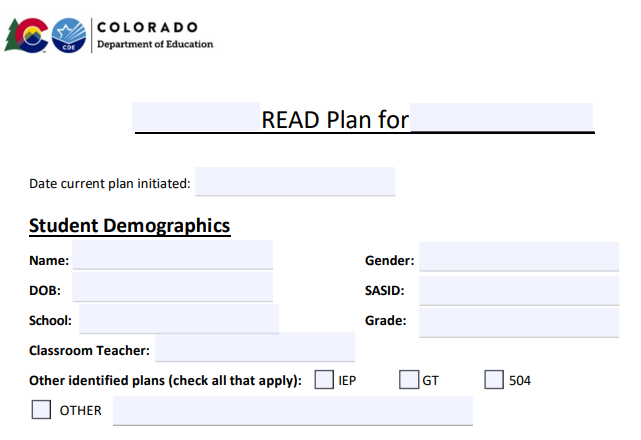 COLORADO
CDE
Department of Education
READ Plan for
Date current plan initiated:
Student Demographics
Name:
Gender:
DOB:
SASID:
School:
Grade:
Classroom Teacher:
Other identified plans (check all that apply): IEP GT 504
OTHER